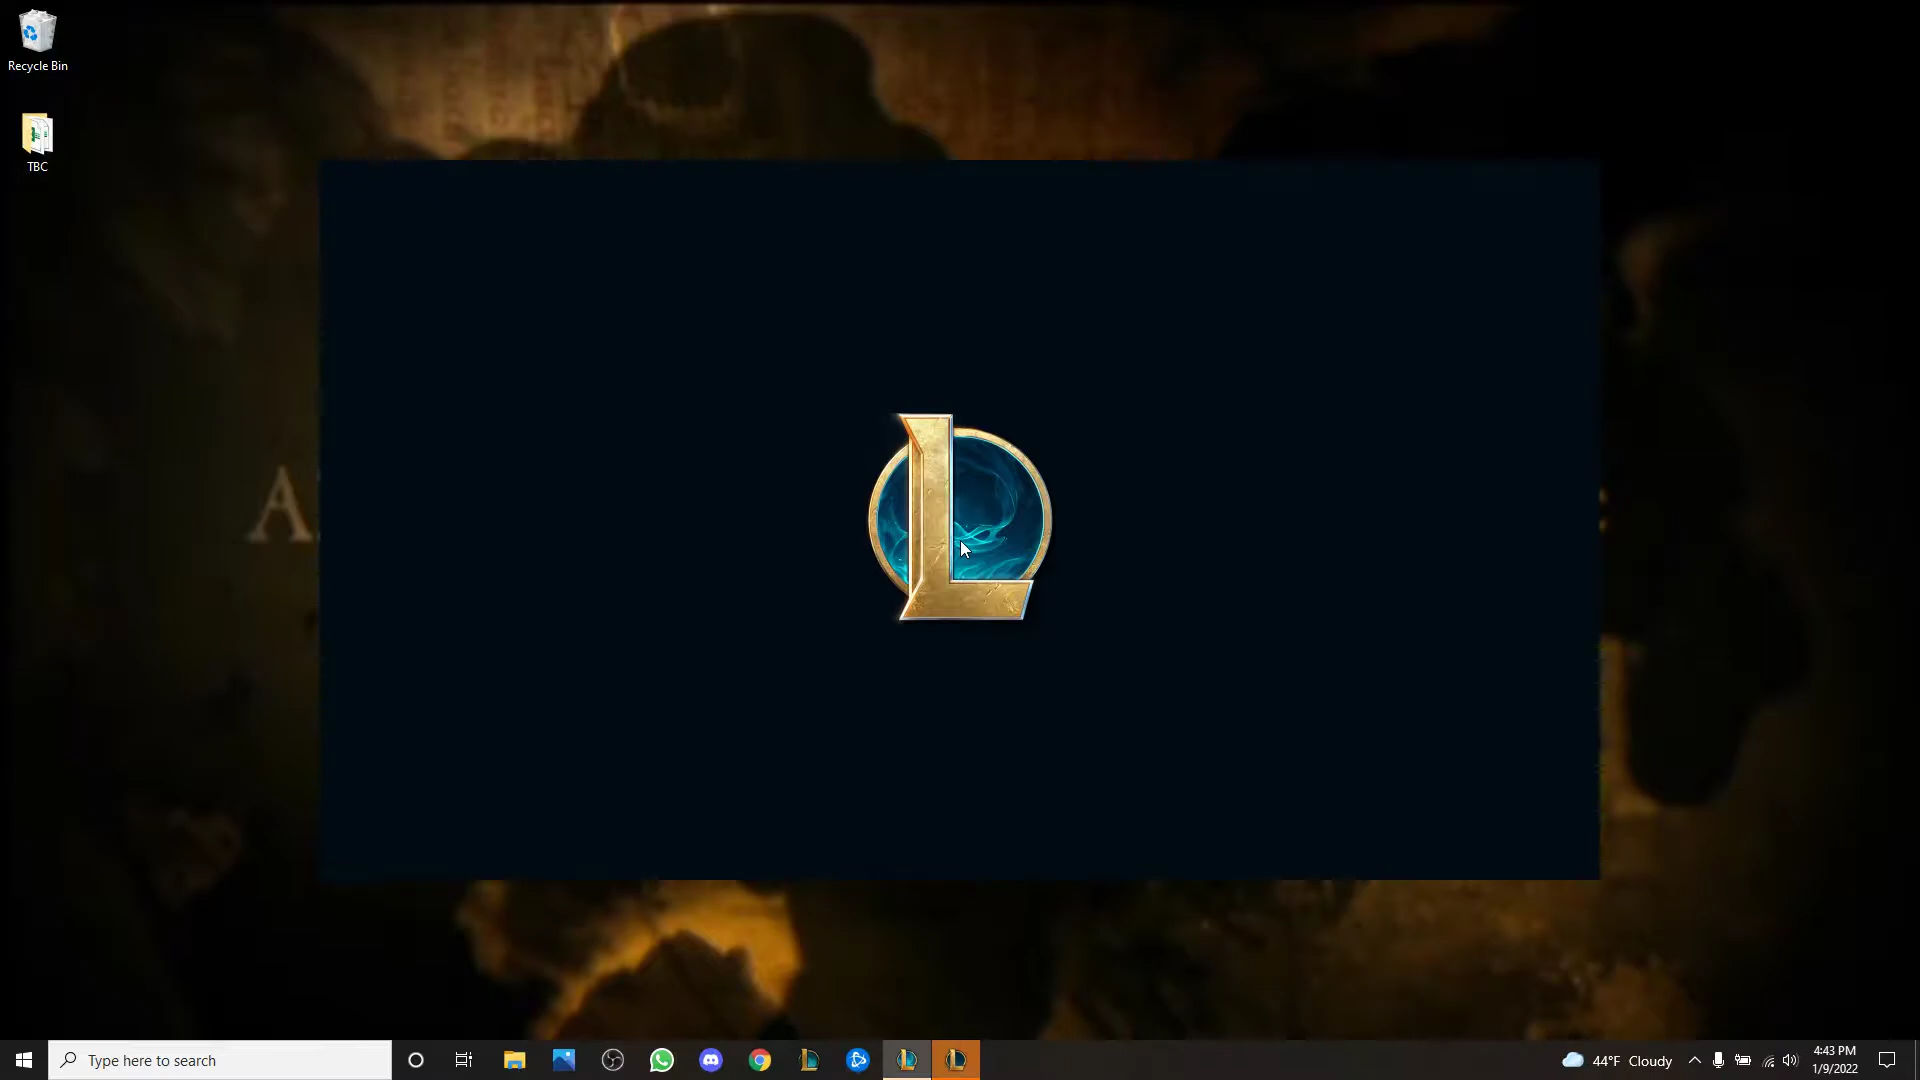 Recycle Bin
TBC
A
L
Type here to search
44°F Cloudy
4:43 PM
1/9/2022